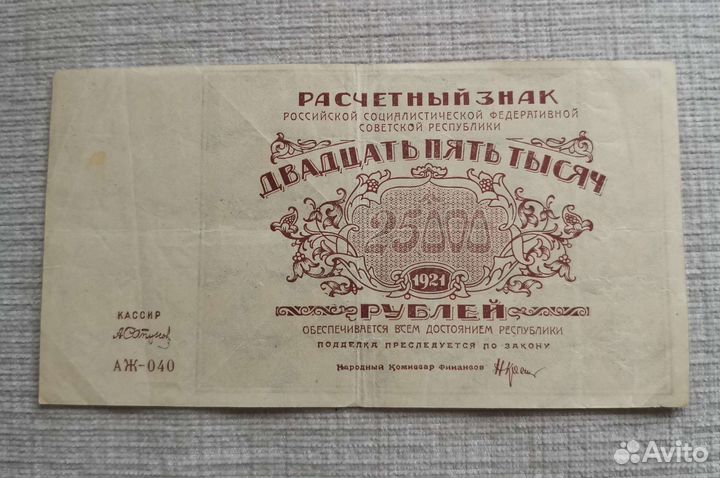 РАСЧЕТНЫЙ ЗНАК
РОССИЙСКОЙ СОЦИАЛИСТИЧЕСКОЙ ФЕДЕРАТИВНОЙ
СОВЕТСКОЙ РЕСПУБЛИКИ
ДВАДЦАТЬ ПЯТЬ ТЫСЯЧ
25000
1921
РУБЛЕЙ
ОБЕСПЕЧИВАЕТСЯ ВСЕМ ДОСТОЯНИЕМ РЕСПУБЛИКИ
ПОДДЕЛКА ПРЕСЛЕДУЕТСЯ ПО ЗАКОНУ
Народный Комиссар Финансов
КАССИР
АЖ-040
Avito